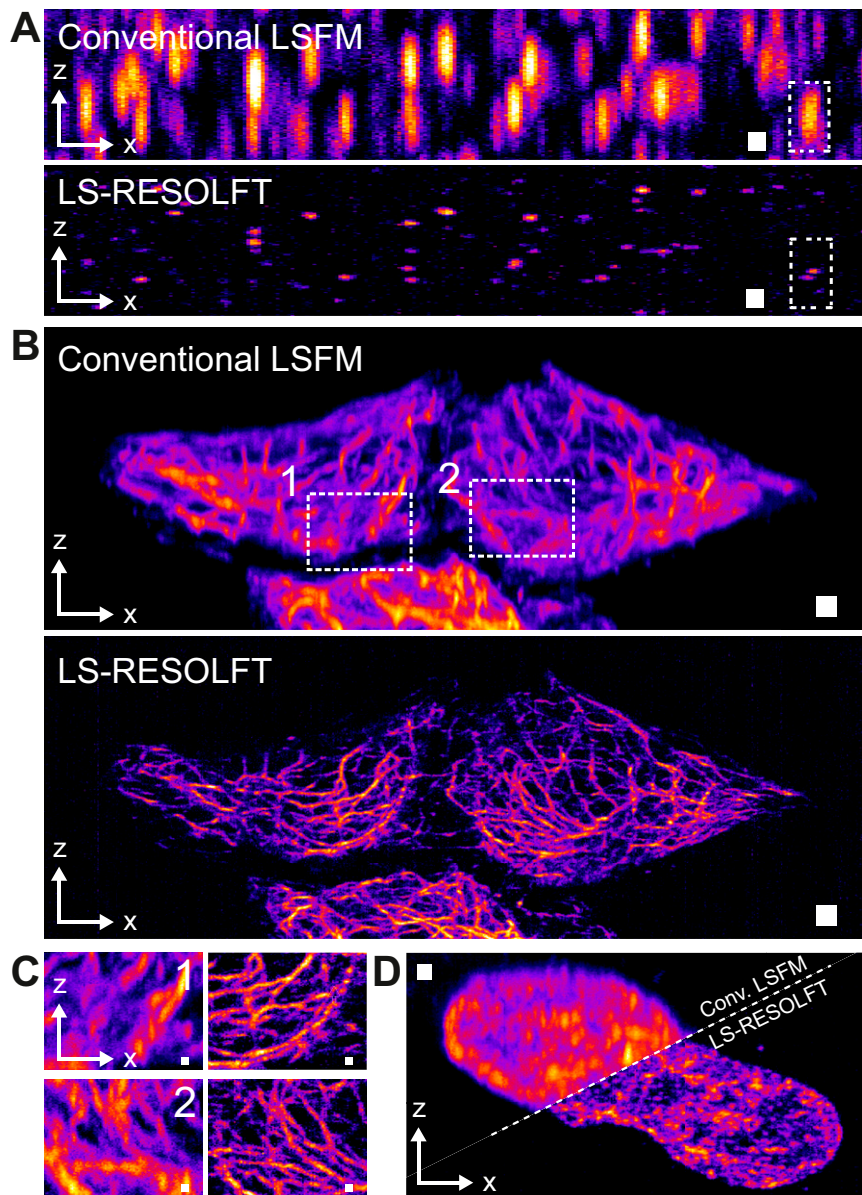 A
Conventional LSFM
z
x
LS-RESOLFT
z
x
B
Conventional LSFM
1
2
z
x
LS-RESOLFT
z
x
C
1
z
x
2
D
Conv. LSFM
LS-RESOLFT
z
x